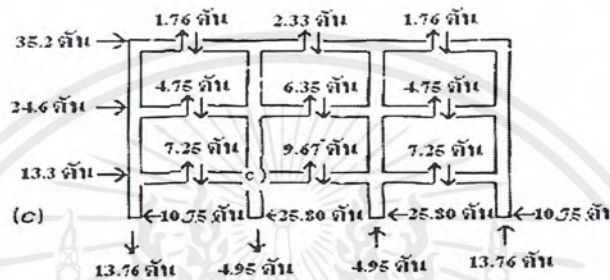 1.76 ตัน 2.33 ตัน 1.76 ตัน
35.2 ตัน
4.75 ตัน 6.35 ตัน 4.75 ตัน
24.6 ตัน
7.25 ตัน 9.67 ตัน 7.25 ตัน
13.3 ตัน
c)
(c) 10.75 ตัน 25.80 ตัน 25.80 ตัน 10.75 ตัน
13.76 ตัน 4.95 ตัน 4.95 ตัน 13.76 ตัน